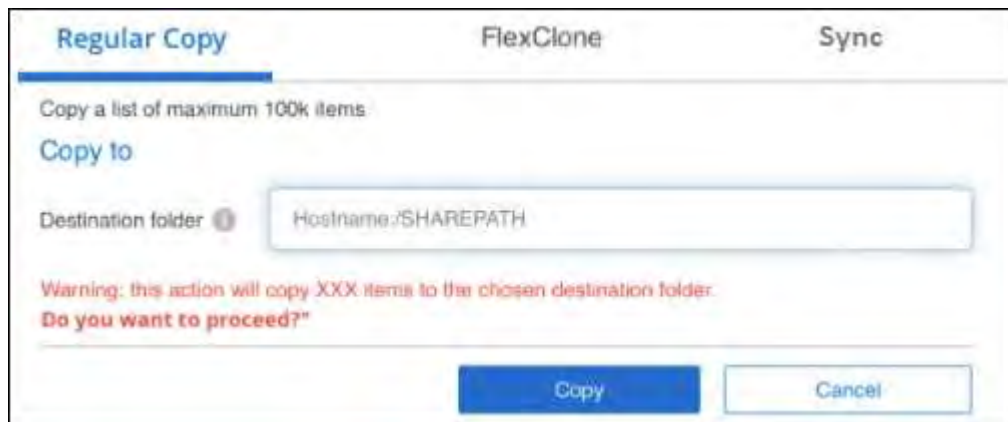 Regular Copy FlexClone Sync
Copy a list of maximum 100k items
Copy to
Destination folder i Hostname:/SHAREPATH
Warning: this action will copy XXX items to the chosen destination folder.
Do you want to proceed?"
Copy Cancel